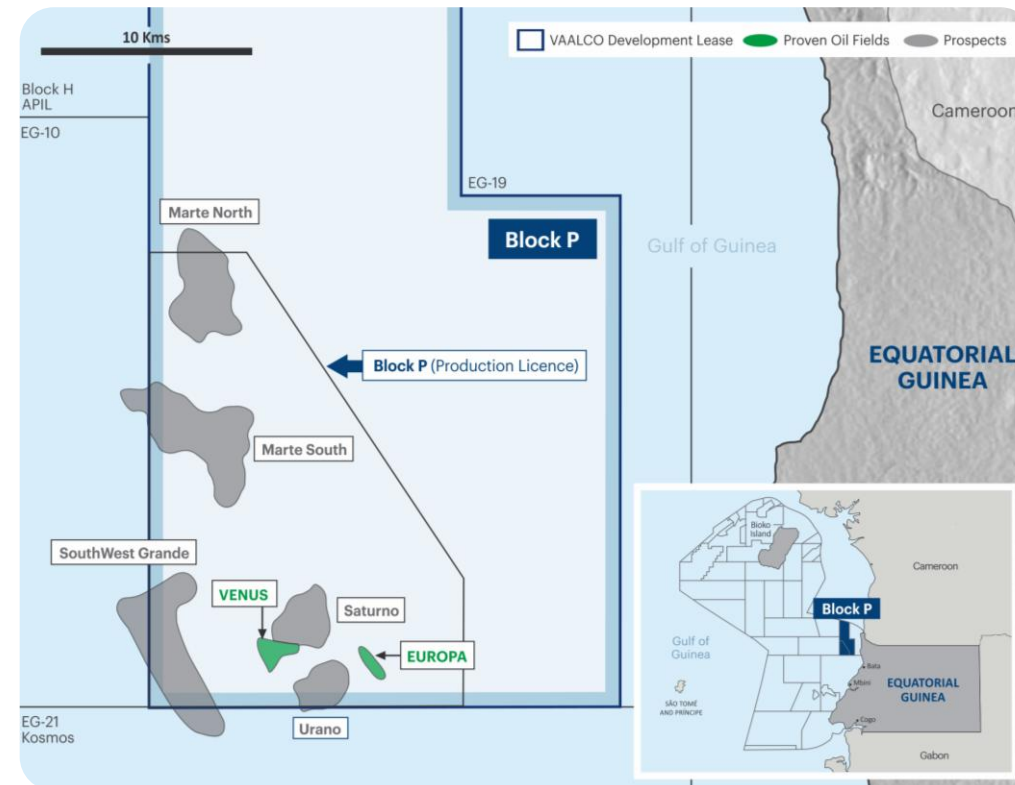 10 Kms
VAALCO Development Lease
Proven Oil Fields
Prospects
Block H
APIL
EG-10
Cameroon
EG-19
Marte North
Block P
Gulf of Guinea
Block P (Production Licence)
EQUATORIAL
GUINEA
Marte South
SouthWest Grande
VENUS
Saturno
EUROPA
Urano
EG-21
Kosmos
Bioko
Island
Cameroon
Block P
Gulf of
Guinea
Bata
Mbini
EQUATORIAL
GUINEA
SÃO TOMÉ
AND PRÍNCIPE
Cogo
Gabon